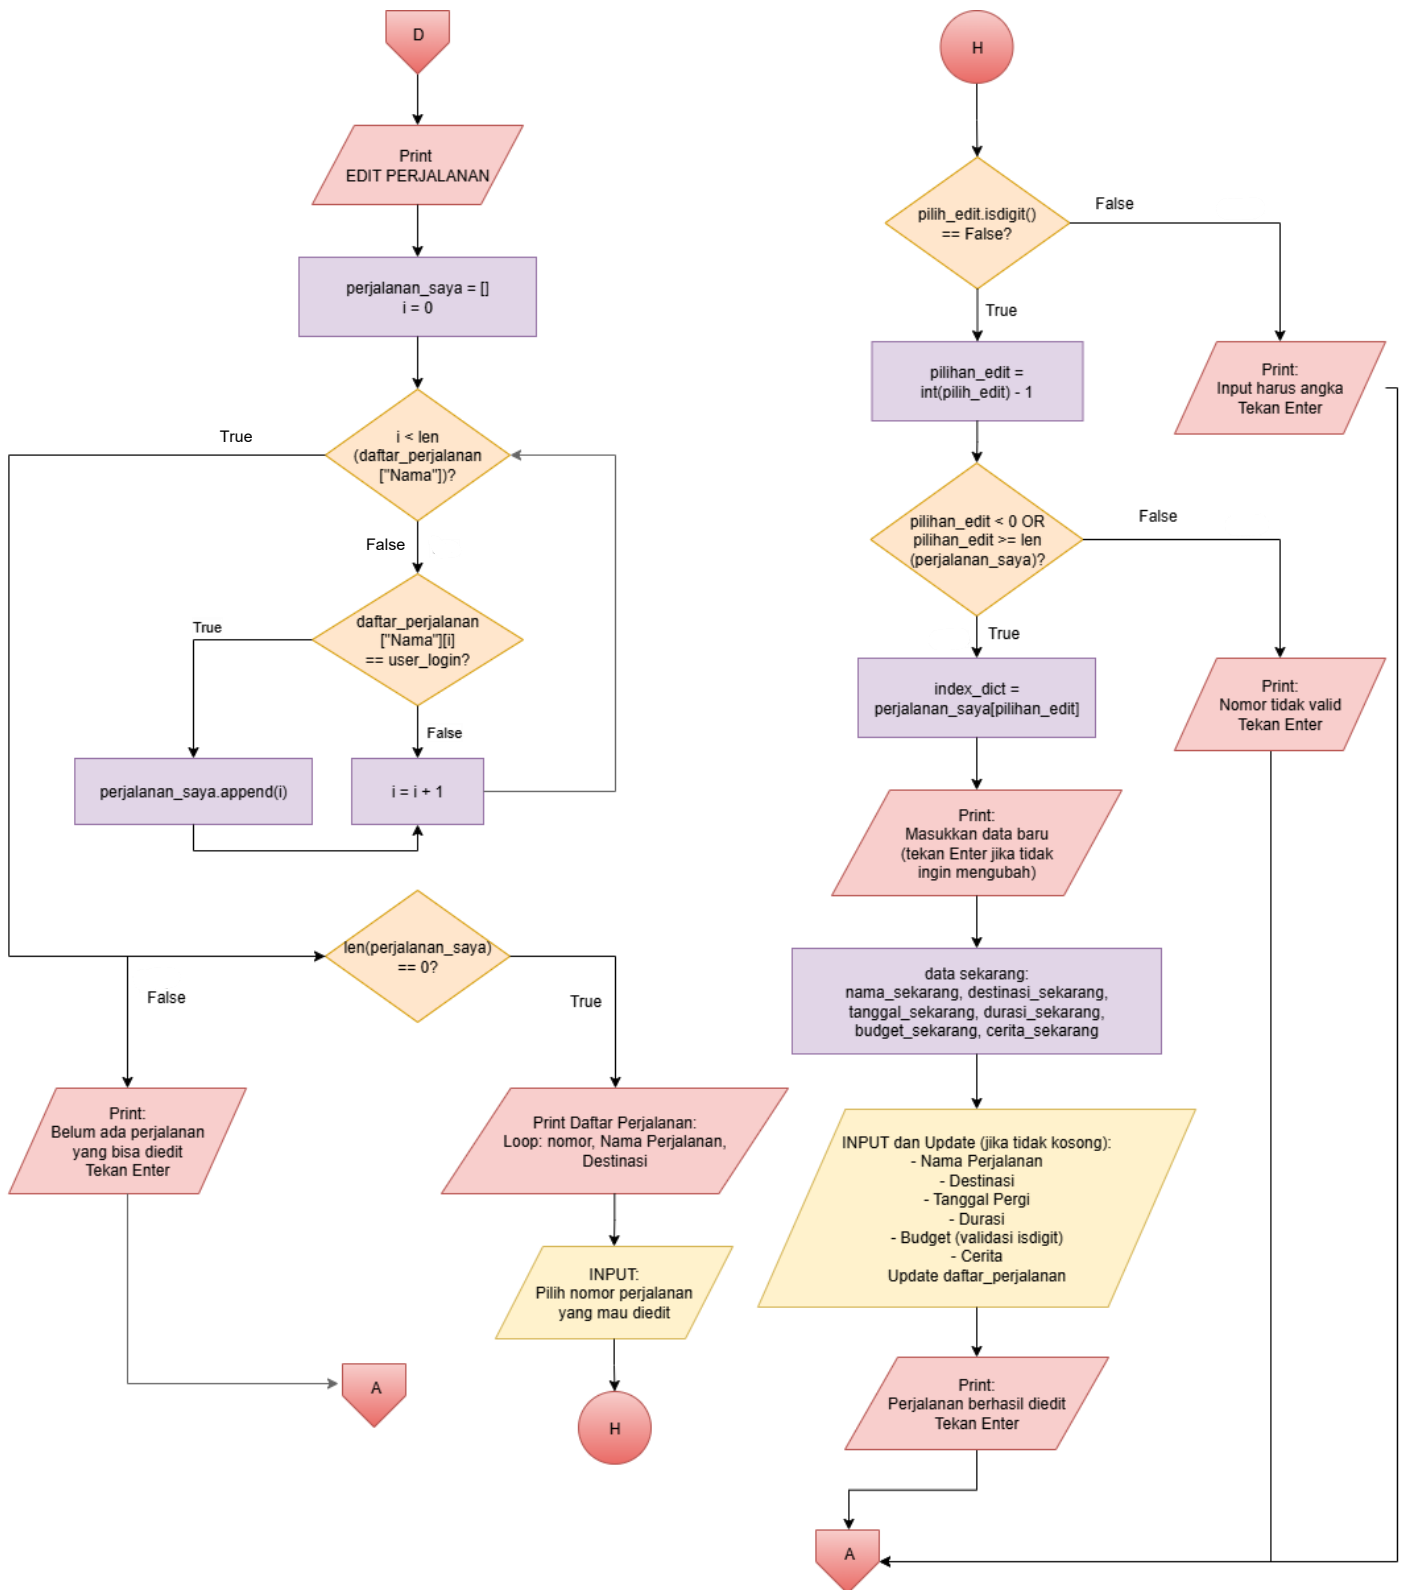 D
Print
EDIT PERJALANAN
perjalanan_saya = []
i = 0
i < len
(daftar_perjalanan
["Nama"])?
True
False
daftar_perjalanan
["Nama"][i]
== user_login?
True
False
perjalanan_saya.append(i)
i = i + 1
len(perjalanan_saya)
== 0?
False
True
Print:
Belum ada perjalanan
yang bisa diedit
Tekan Enter
Print Daftar Perjalanan:
Loop: nomor, Nama Perjalanan,
Destinasi
INPUT:
Pilih nomor perjalanan
yang mau diedit
A
H
H
pilih_edit.isdigit()
== False?
False
True
pilihan_edit =
int(pilih_edit) - 1
Print:
Input harus angka
Tekan Enter
pilihan_edit < 0 OR
pilihan_edit >= len
(perjalanan_saya)?
False
True
index_dict =
perjalanan_saya[pilihan_edit]
Print:
Nomor tidak valid
Tekan Enter
Print:
Masukkan data baru
(tekan Enter jika tidak
ingin mengubah)
data sekarang:
nama_sekarang, destinasi_sekarang,
tanggal_sekarang, durasi_sekarang,
budget_sekarang, cerita_sekarang
INPUT dan Update (jika tidak kosong):
- Nama Perjalanan
- Destinasi
- Tanggal Pergi
- Durasi
- Budget (validasi isdigit)
- Cerita
Update daftar_perjalanan
Print:
Perjalanan berhasil diedit
Tekan Enter
A